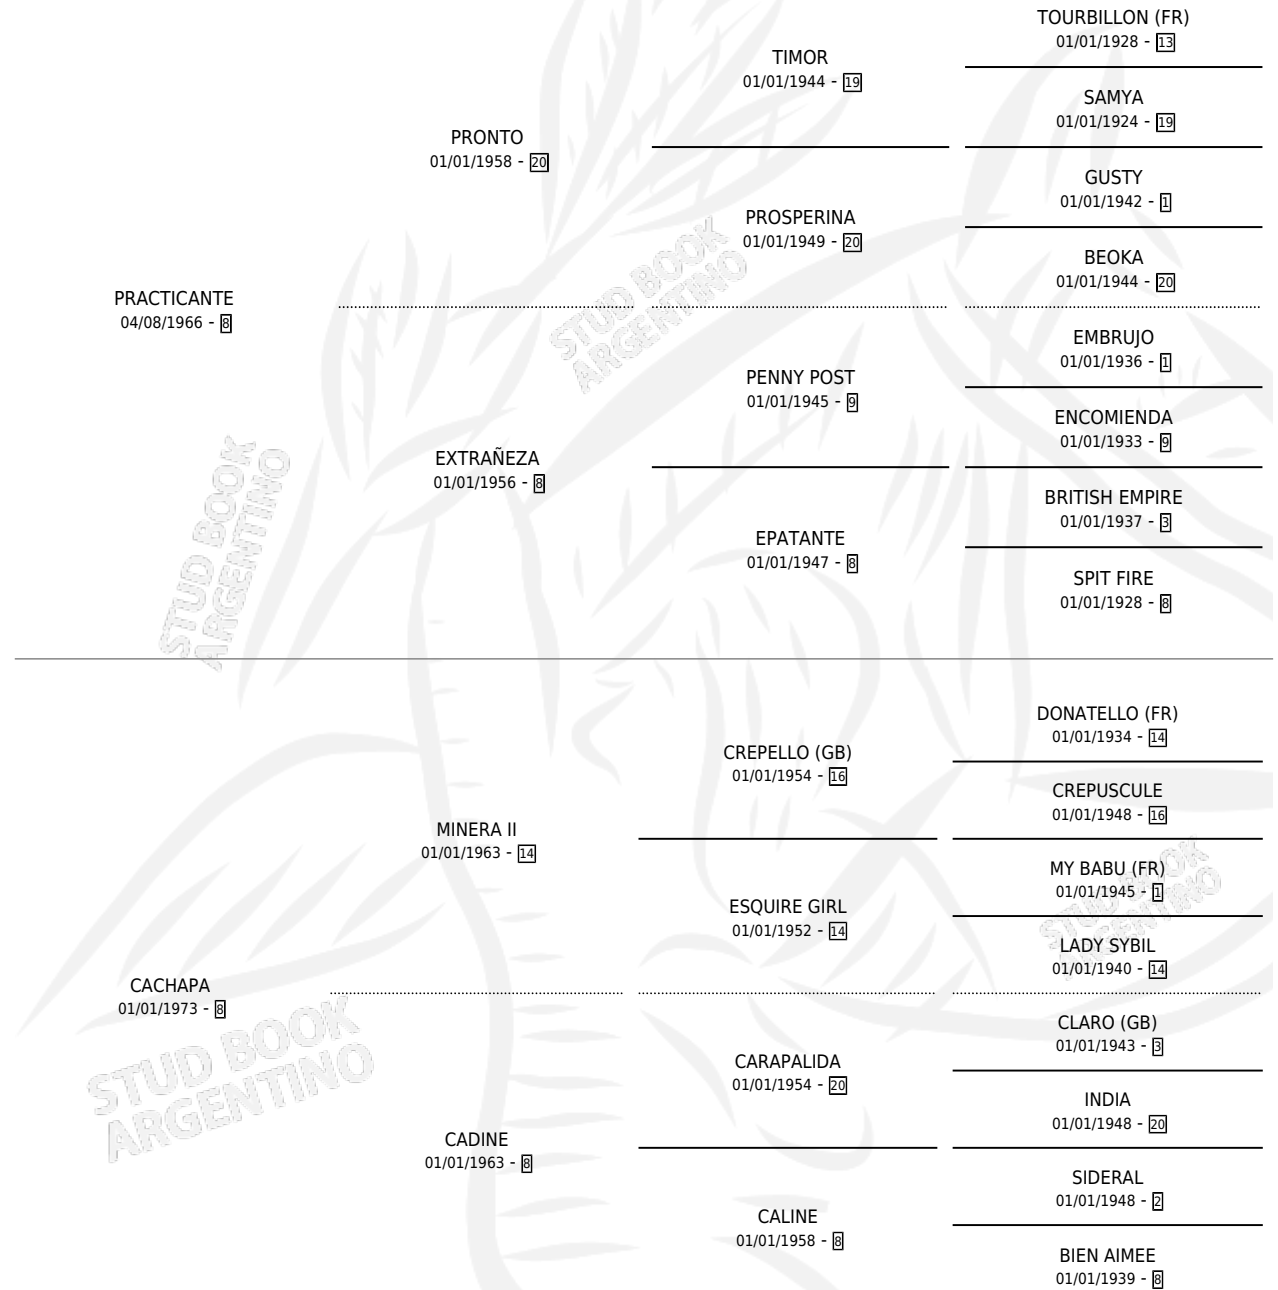 TOURBILLON (FR)
01/01/1928 - 13
TIMOR
01/01/1944 - 19
SAMYA
01/01/1924 - 19
PRONTO
01/01/1958 - 20
GUSTY
01/01/1942 - 1
PROSPERINA
01/01/1949 - 20
BEOKA
01/01/1944 - 20
PRACTICANTE
04/08/1966 - 8
EMBRUJO
01/01/1936 - 1
PENNY POST
01/01/1945 - 9
ENCOMIENDA
01/01/1933 - 9
EXTRAÑEZA
01/01/1956 - 8
BRITISH EMPIRE
01/01/1937 - 3
EPATANTE
01/01/1947 - 8
SPIT FIRE
01/01/1928 - 8
DONATELLO (FR)
01/01/1934 - 14
CREPELLO (GB)
01/01/1954 - 16
CREPUSCULE
01/01/1948 - 16
MINERA II
01/01/1963 - 14
MY BABU (FR)
01/01/1945 - 1
ESQUIRE GIRL
01/01/1952 - 14
LADY SYBIL
01/01/1940 - 14
CACHAPA
01/01/1973 - 8
CLARO (GB)
01/01/1943 - 3
CARAPALIDA
01/01/1954 - 20
INDIA
01/01/1948 - 20
CADINE
01/01/1963 - 8
SIDERAL
01/01/1948 - 2
CALINE
01/01/1958 - 8
BIEN AIMEE
01/01/1939 - 8
STUD BOOK
ARGENTINO
STUD BOOK
ARGENTINO
STUD BOOK
ARGENTINO
STUD BOOK
ARGENTINO